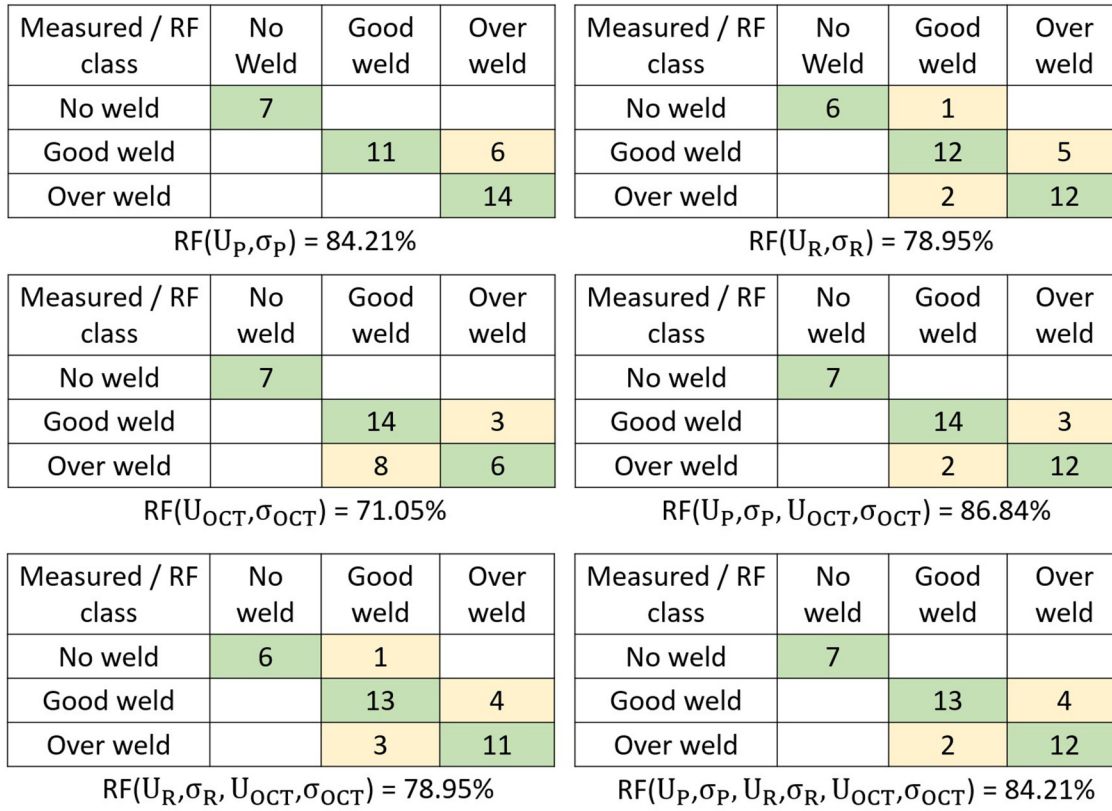 Measured / RF class | No Weld | Good weld | Over weld
No weld | 7 | |
Good weld | | 11 | 6
Over weld | | | 14
RF(U_P,σ_P) = 84.21%
Measured / RF class | No Weld | Good weld | Over weld
No weld | 6 | 1 |
Good weld | | 12 | 5
Over weld | | 2 | 12
RF(U_R,σ_R) = 78.95%
Measured / RF class | No weld | Good weld | Over weld
No weld | 7 | |
Good weld | | 14 | 3
Over weld | | 8 | 6
RF(U_OCT,σ_OCT) = 71.05%
Measured / RF class | No weld | Good weld | Over weld
No weld | 7 | |
Good weld | | 14 | 3
Over weld | | 2 | 12
RF(U_P,σ_P, U_OCT,σ_OCT) = 86.84%
Measured / RF class | No weld | Good weld | Over weld
No weld | 6 | 1 |
Good weld | | 13 | 4
Over weld | | 3 | 11
RF(U_R,σ_R, U_OCT,σ_OCT) = 78.95%
Measured / RF class | No weld | Good weld | Over weld
No weld | 7 | |
Good weld | | 13 | 4
Over weld | | 2 | 12
RF(U_P,σ_P, U_R,σ_R, U_OCT,σ_OCT) = 84.21%